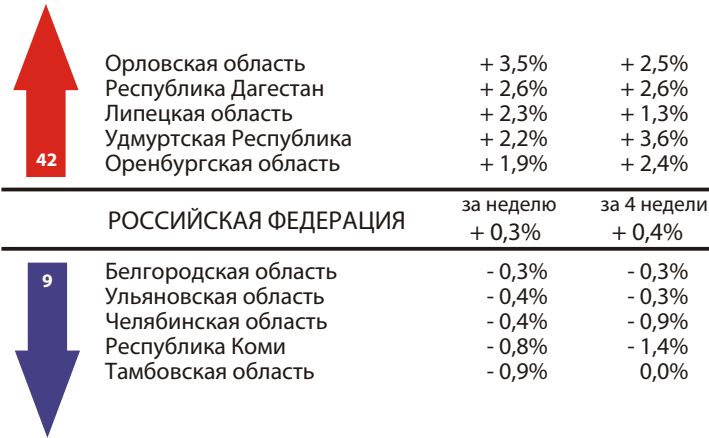 Орловская область + 3,5% + 2,5%
Республика Дагестан + 2,6% + 2,6%
Липецкая область + 2,3% + 1,3%
Удмуртская Республика + 2,2% + 3,6%
42 Оренбургская область + 1,9% + 2,4%
за неделю за 4 недели
РОССИЙСКАЯ ФЕДЕРАЦИЯ + 0,3% + 0,4%
9 Белгородская область - 0,3% - 0,3%
Ульяновская область - 0,4% - 0,3%
Челябинская область - 0,4% - 0,9%
Республика Коми - 0,8% - 1,4%
Тамбовская область - 0,9% 0,0%